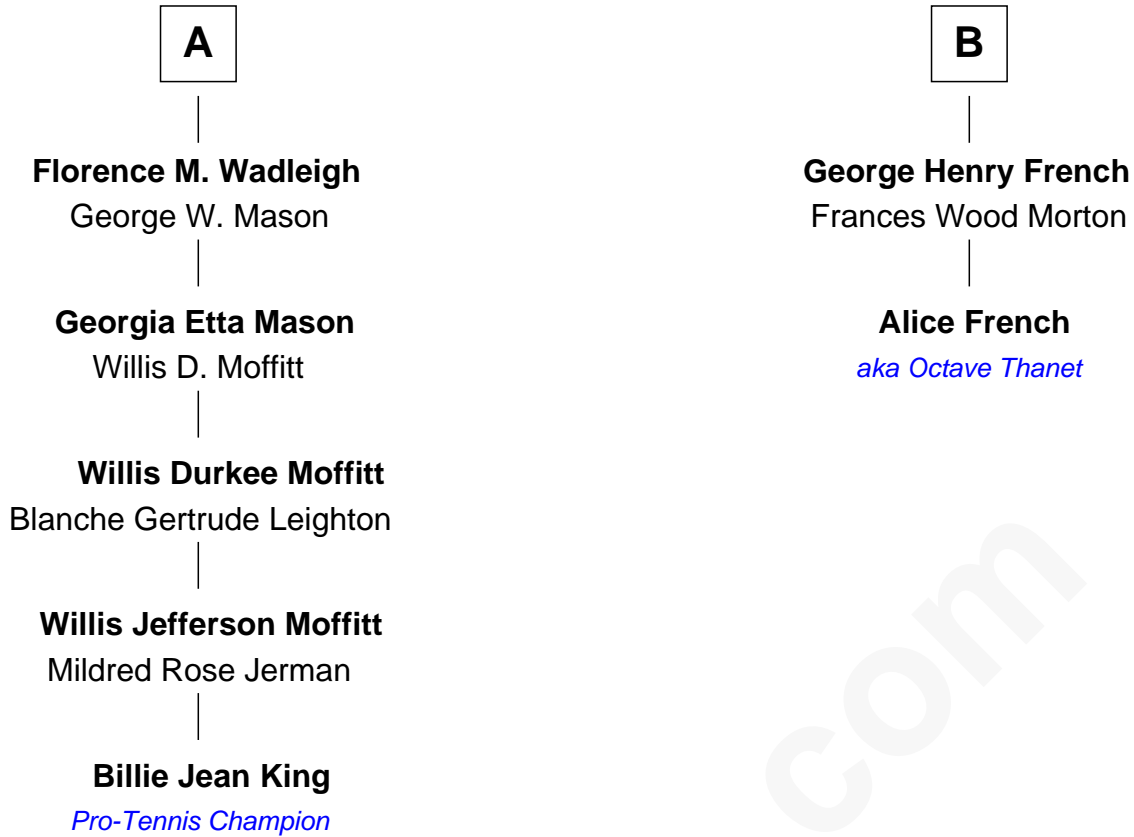 A
Florence M. Wadleigh
George W. Mason
Georgia Etta Mason
Willis D. Moffitt
Willis Durkee Moffitt
Blanche Gertrude Leighton
Willis Jefferson Moffitt
Mildred Rose Jerman
Billie Jean King
Pro-Tennis Champion
B
George Henry French
Frances Wood Morton
Alice French
aka Octave Thanet
com